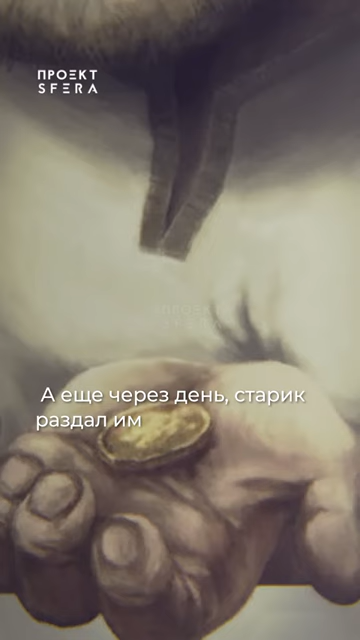 ПРОЕКТ
SFERA
А еще через день, старик
раздал им